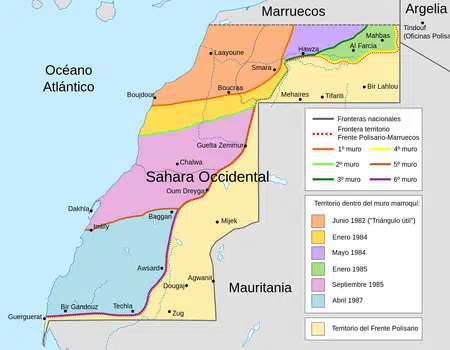 Marruecos
Argelia
Tindouf
(Oficinas Polisario)
Océano
Atlántico
Mahbas
Al Farcia
Hawza
Laayoune
Smara
Bir Lahlou
Boucraa
Boujdour
Mehaires
Tifariti
Guelta Zemmur
Chalwa
Sahara Occidental
Oum Dreyga
Dakhla
Imlily
Baggari
Mijek
Awsard
Agwanit
Dougaj
Mauritania
Bir Gandouz
Techla
Zug
Guerguerat
Fronteras nacionales
Frontera territorio
Frente Polisario-Marruecos
1º muro
4º muro
2º muro
5º muro
3º muro
6º muro
Territorio dentro del muro marroquí:
Junio 1982 ("Triángulo útil")
Enero 1984
Mayo 1984
Enero 1985
Septiembre 1985
Abril 1987
Territorio del Frente Polisario